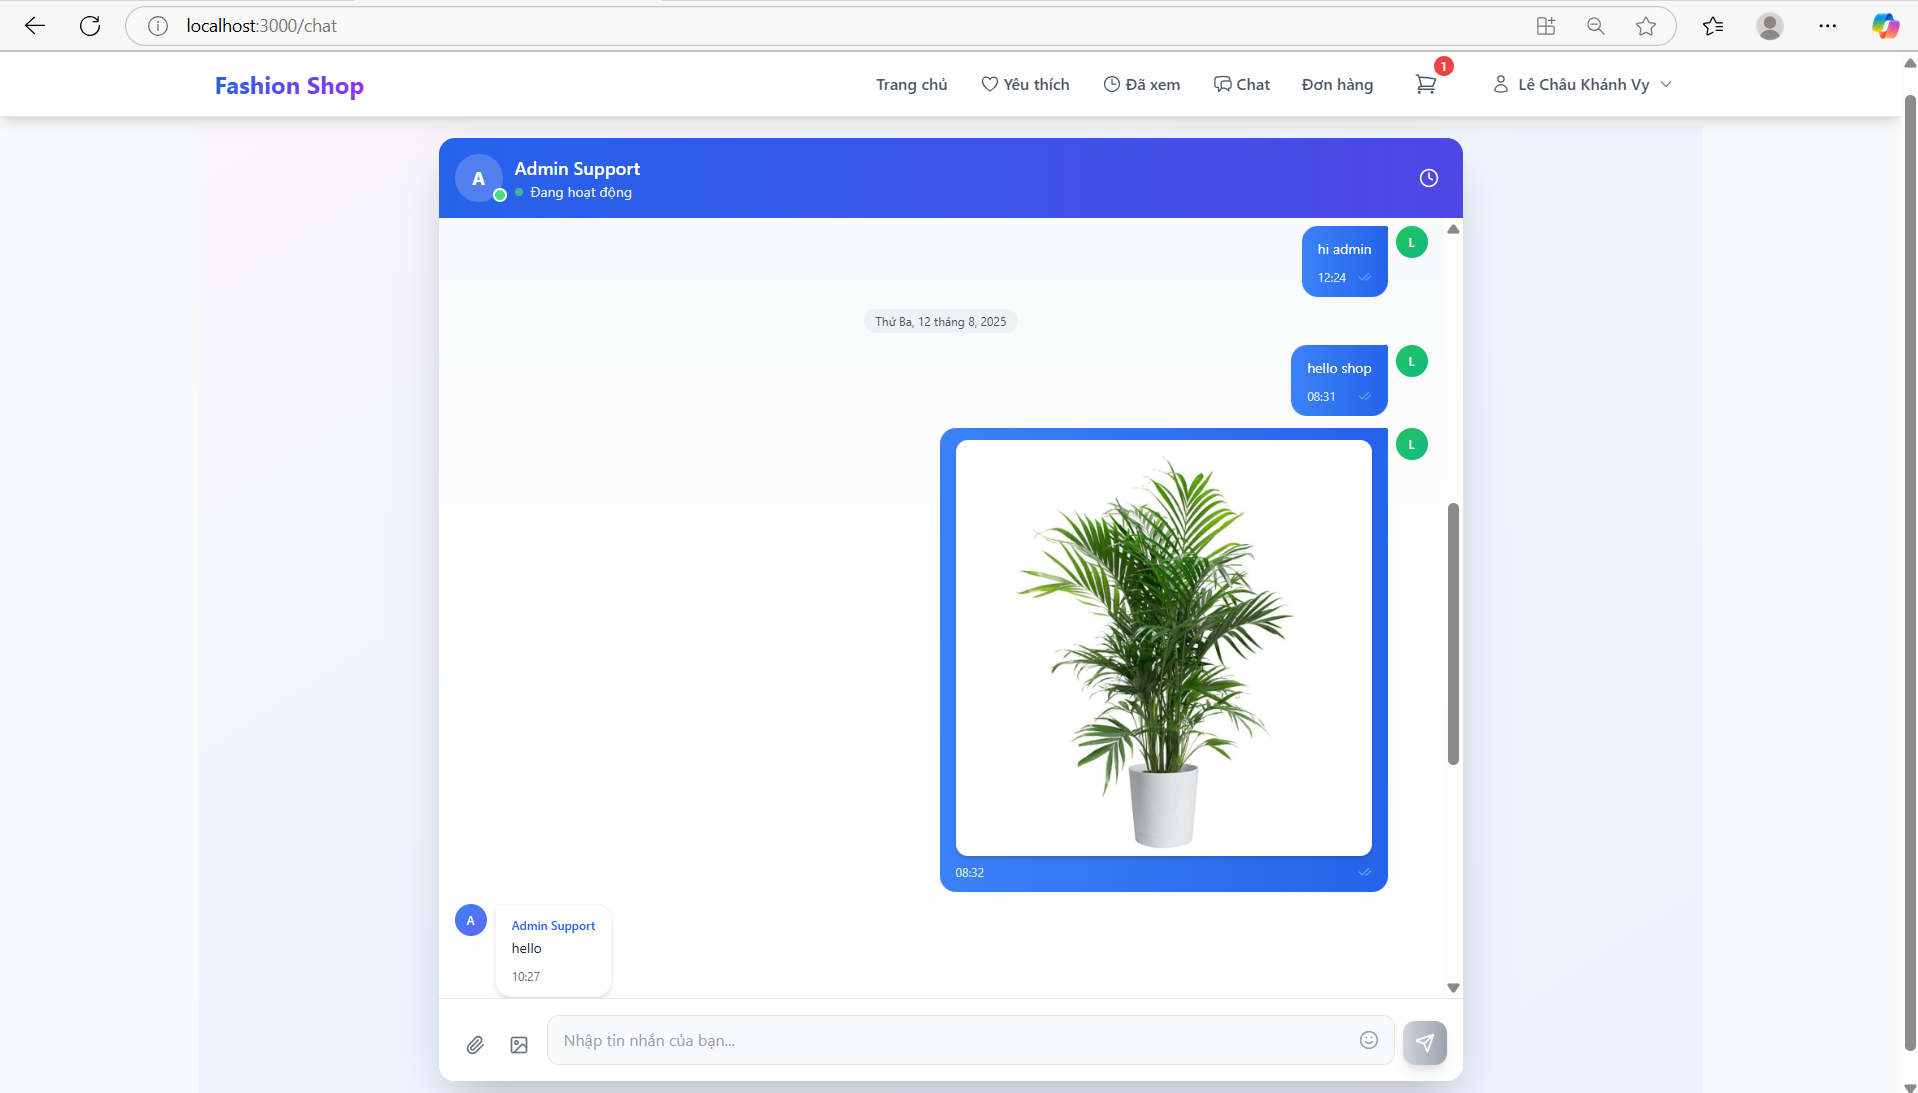 localhost:3000/chat
Fashion Shop
Trang chủ
Yêu thích
Đã xem
Chat
Đơn hàng
1
Lê Châu Khánh Vy
A
Admin Support
Đang hoạt động
hi admin
12:24
L
Thứ Ba, 12 tháng 8, 2025
hello shop
08:31
L
L
08:32
A
Admin Support
hello
10:27
Nhập tin nhắn của bạn...